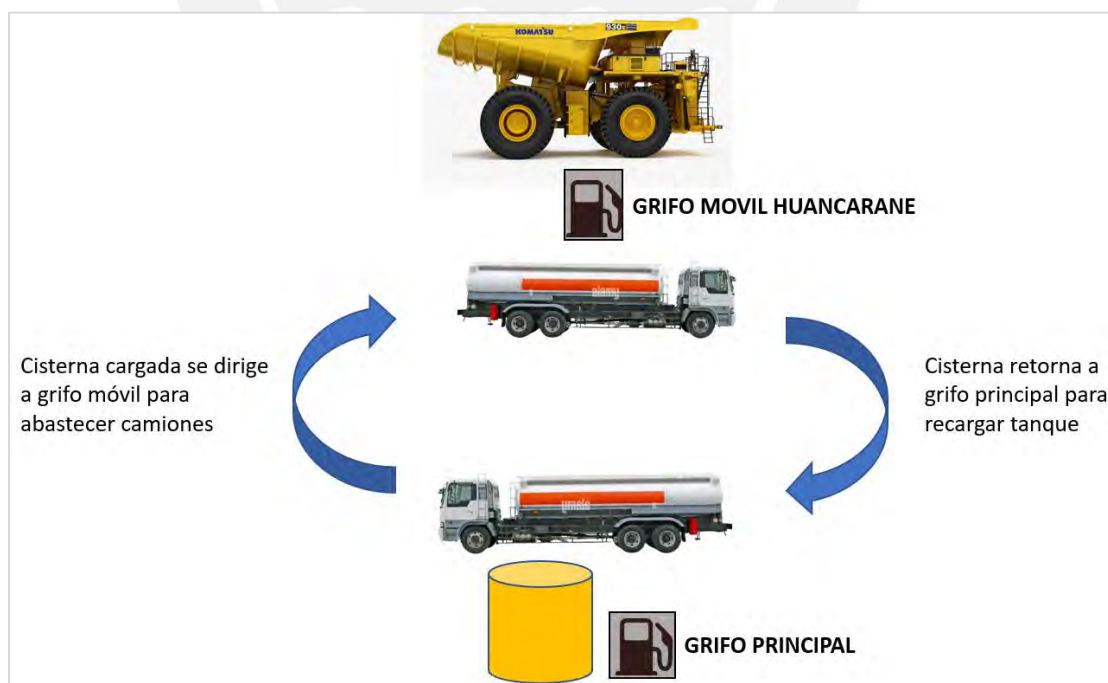 KOMATSU
930E
GRIFO MOVIL HUANCARANE
alamy
Cisterna cargada se dirige
a grifo móvil para
abastecer camiones
Cisterna retorna a
grifo principal para
recargar tanque
GRIFO PRINCIPAL